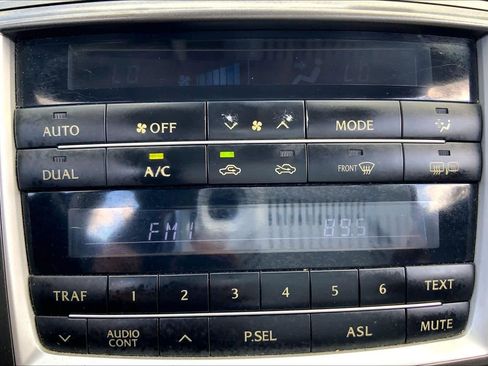 LO LO
AUTO OFF MODE
DUAL A/C FRONT
FM1 89.5
TRAF 1 2 3 4 5 6 TEXT
AUDIO CONT P.SEL ASL MUTE